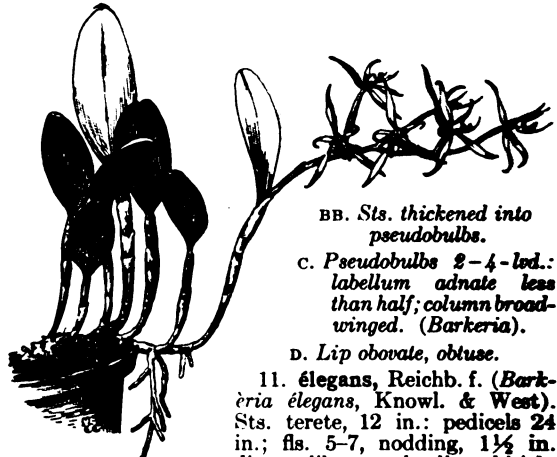 BB. Sts. thickened into
pseudobulbs.
C. Pseudobulbs 2-4-lvd.:
labellum adnate less
than half; column broad-
winged. (Barkeria).
D. Lip obovate, obtuse.
11. élegans, Reichb. f. (Bark-
èria élegans, Knowl. & West).
Sts. terete, 12 in.: pedicels 24
in.; fls. 5-7, nodding, 1½ in.